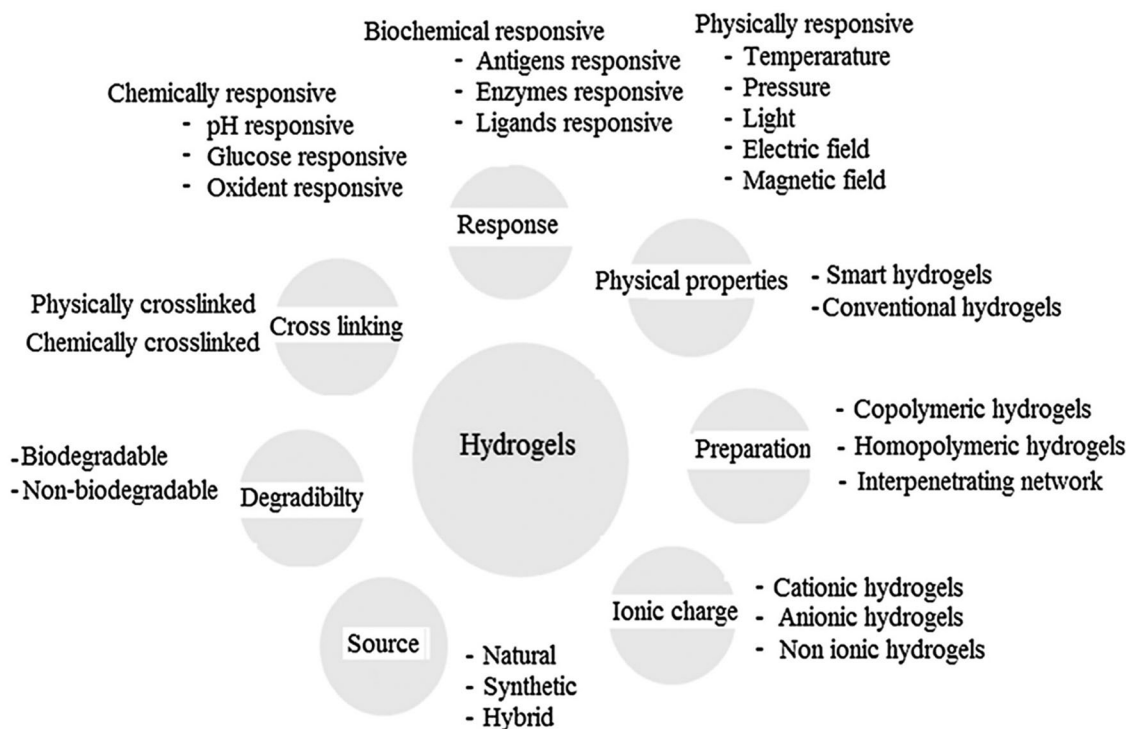 Biochemical responsive
- Antigens responsive
- Enzymes responsive
- Ligands responsive
Physically responsive
- Temperarature
- Pressure
- Light
- Electric field
- Magnetic field
Chemically responsive
- pH responsive
- Glucose responsive
- Oxident responsive
Response
Physical properties
- Smart hydrogels
- Conventional hydrogels
Physically crosslinked
Chemically crosslinked
Cross linking
Hydrogels
Preparation
- Copolymeric hydrogels
- Homopolymeric hydrogels
- Interpenetrating network
-Biodegradable
-Non-biodegradable
Degradibilty
Ionic charge
- Cationic hydrogels
- Anionic hydrogels
- Non ionic hydrogels
Source
- Natural
- Synthetic
- Hybrid